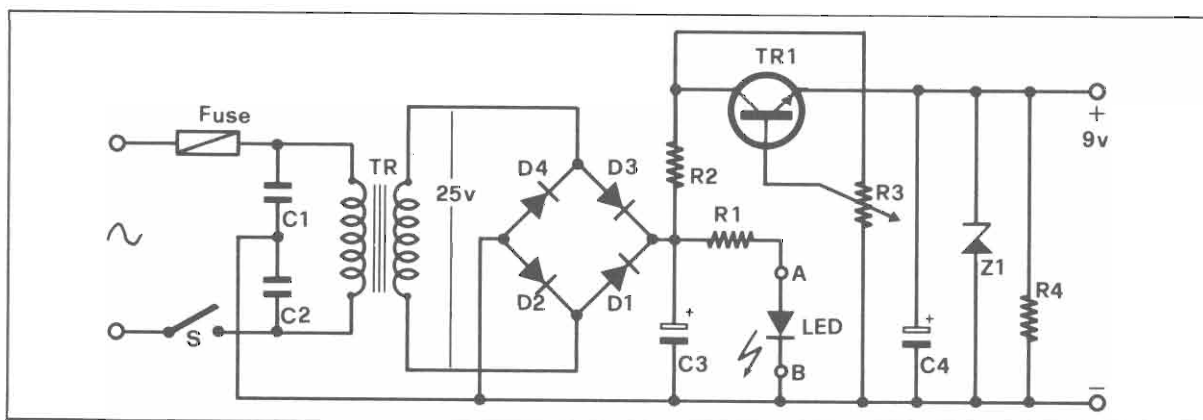 Fuse
C1
C2
S
TR
25v
D4
D3
D2
D1
TR1
R2
R3
R1
A
LED
B
C3
+
C4
+
Z1
R4
+
9v
−